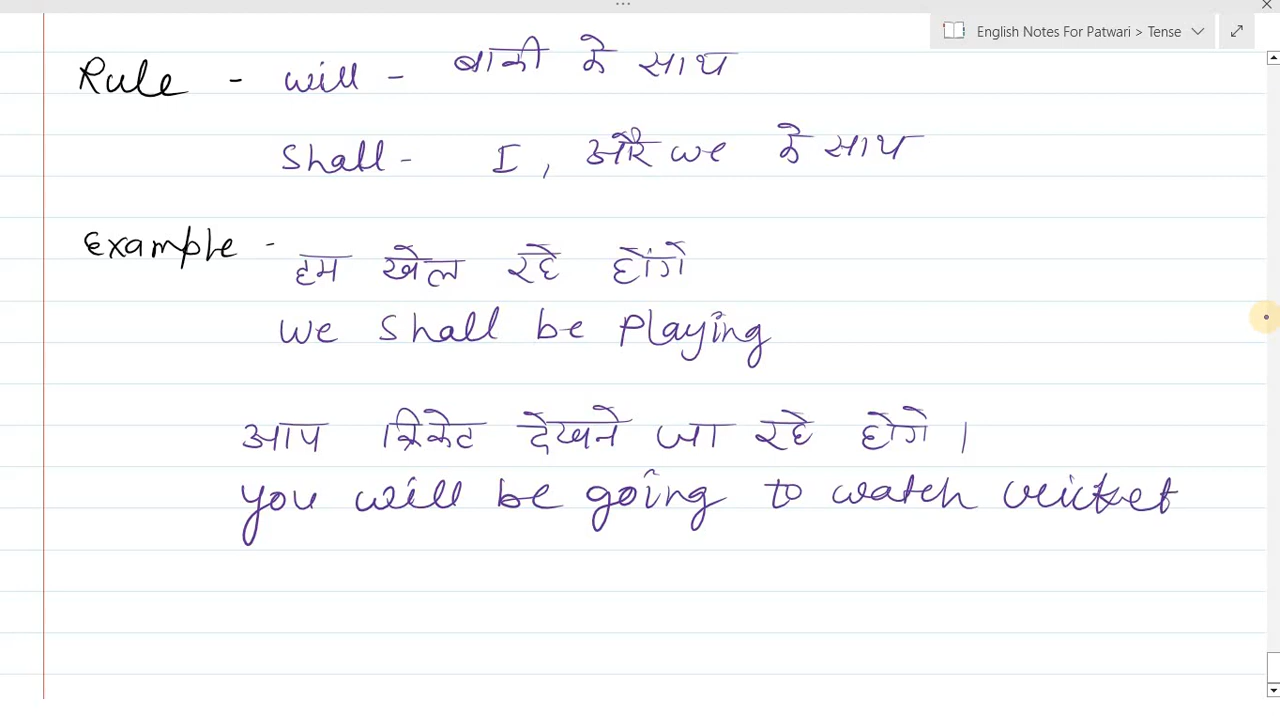 English Notes For Patwari > Tense
Rule - will - बाकी के साथ
Shall - I, और we के साथ
Example - हम खेल रहे होंगे
We Shall be Playing
आप क्रिकेट देखने जा रहे होगे।
you will be going to watch cricket